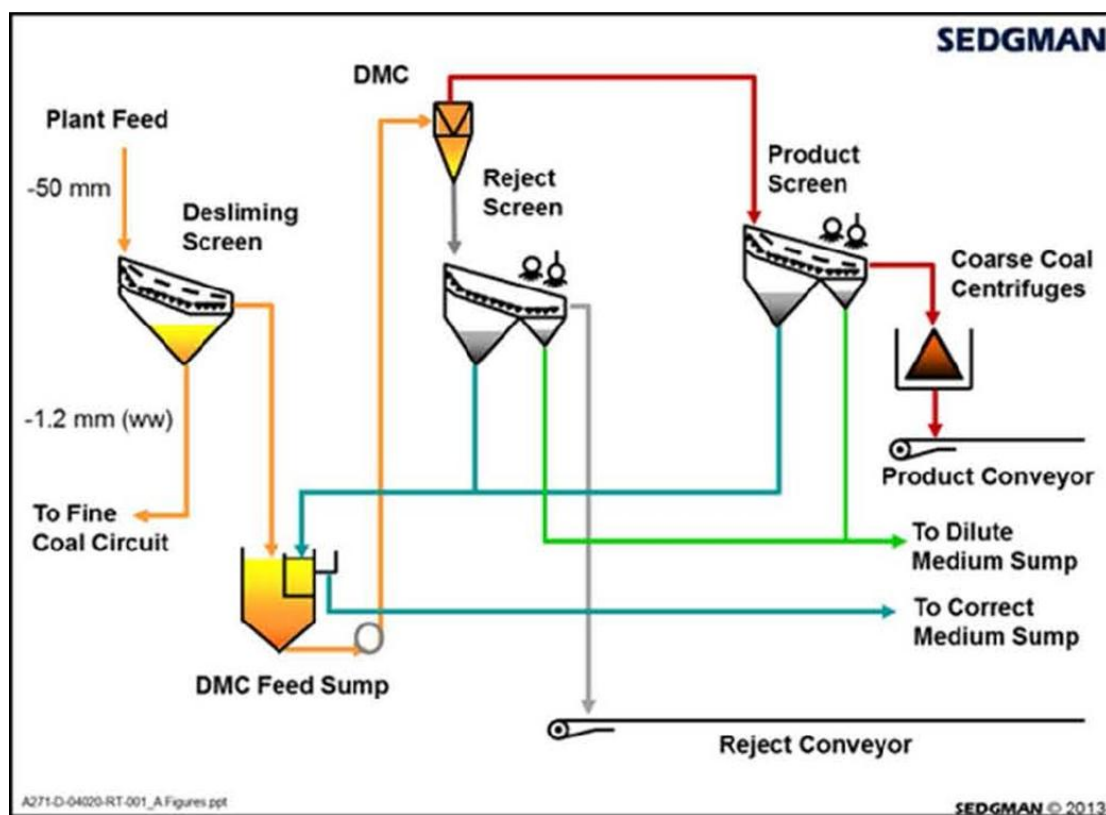 SEDGMAN
DMC
Plant Feed
-50 mm
Desliming
Screen
Reject
Screen
Product
Screen
Coarse Coal
Centrifuges
-1.2 mm (ww)
Product Conveyor
To Fine
Coal Circuit
To Dilute
Medium Sump
To Correct
Medium Sump
DMC Feed Sump
Reject Conveyor
A271-D-04020-RT-001_A Figures.ppt
SEDGMAN © 2013